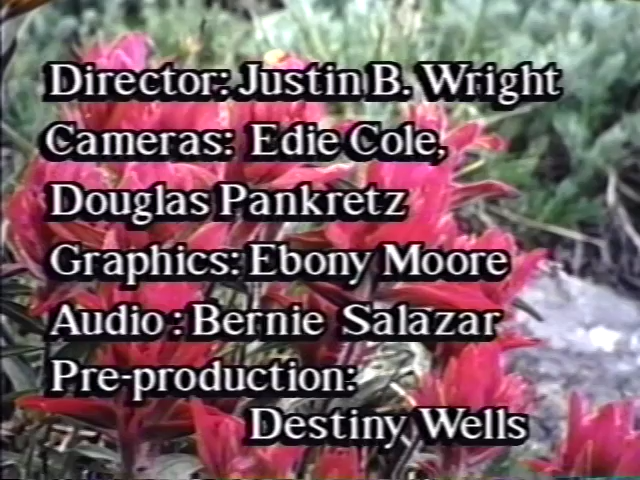 Director: Justin B. Wright
Cameras: Edie Cole,
Douglas Pankretz
Graphics: Ebony Moore
Audio: Bernie Salazar
Pre-production:
Destiny Wells